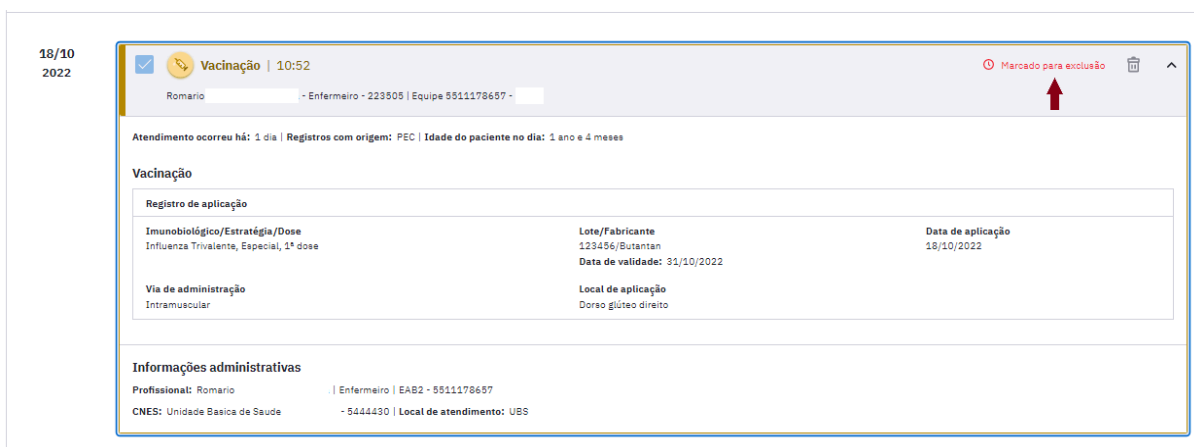 18/10
2022
Vacinação | 10:52
Marcado para exclusão
Romario - Enfermeiro - 223505 | Equipe 5511178657 -
Atendimento ocorreu há: 1 dia | Registros com origem: PEC | Idade do paciente no dia: 1 ano e 4 meses
Vacinação
Registro de aplicação
Imunobiológico/Estratégia/Dose Lote/Fabricante Data de aplicação
Influenza Trivalente, Especial, 1ª dose 123456/Butantan 18/10/2022
Data de validade: 31/10/2022
Via de administração Local de aplicação
Intramuscular Dorso glúteo direito
Informações administrativas
Profissional: Romario . | Enfermeiro | EAB2 - 5511178657
CNES: Unidade Basica de Saude - 5444430 | Local de atendimento: UBS